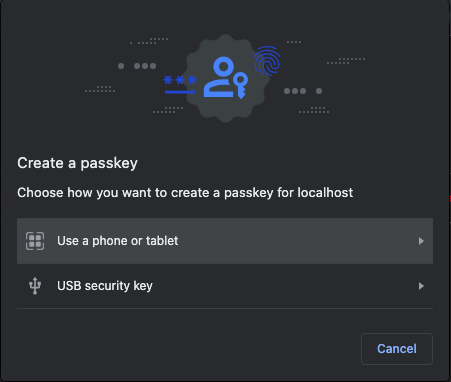 Create a passkey
Choose how you want to create a passkey for localhost
Use a phone or tablet
USB security key
Cancel